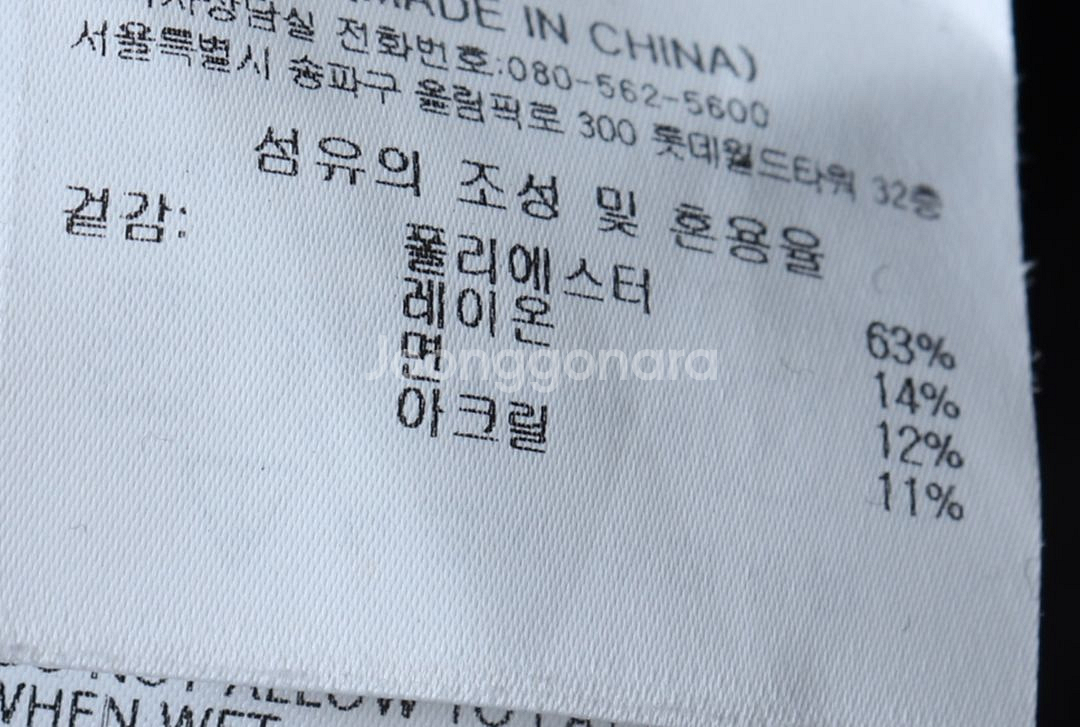 MADE IN CHINA)
상담실 전화번호:080-562-5600
서울특별시 송파구 올림픽로 300 롯데월드타워 32층
섬유의 조성 및 혼용율
겉감:
폴리에스터 63%
레이온 14%
면 12%
아크릴 11%
Joonggonara
NOT ALLOW TO
WHEN WET